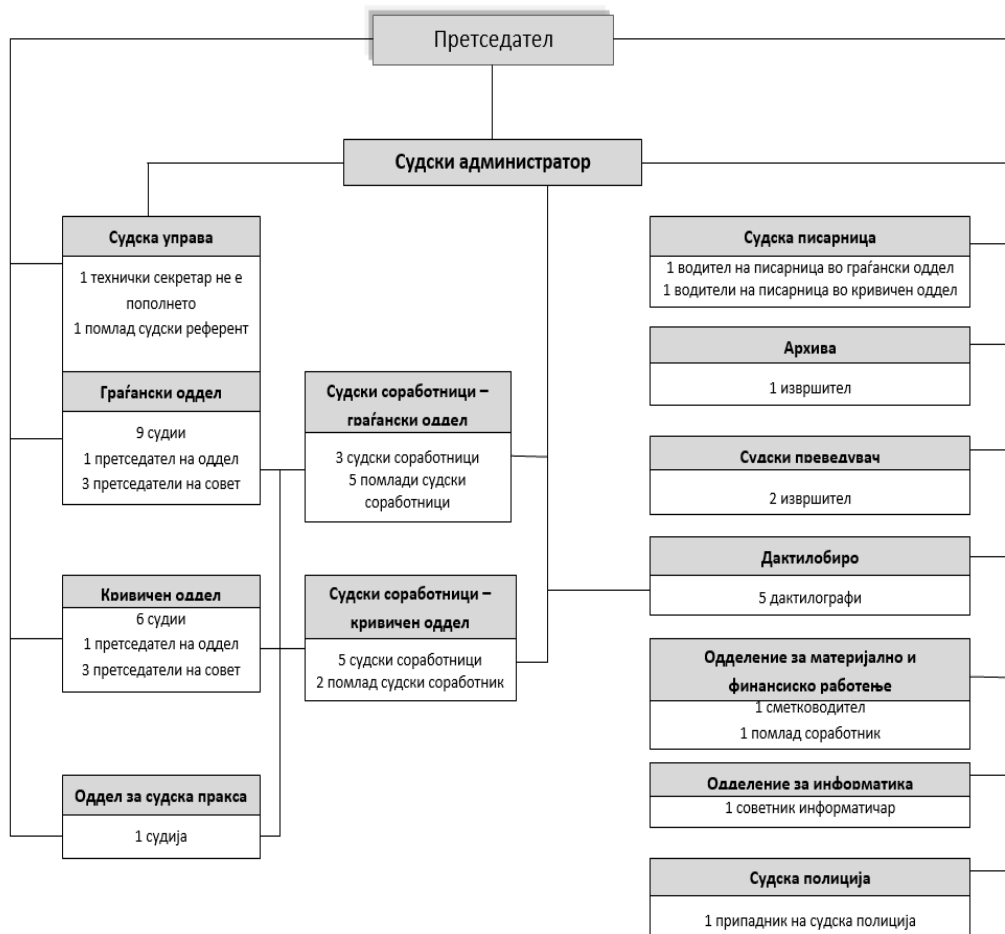 Претседател
Судски администратор
Судска управа
1 технички секретар не е
пополнето
1 помлад судски референт
Граѓански оддел
9 судии
1 претседател на оддел
3 претседатели на совет
Кривичен оддел
6 судии
1 претседател на оддел
3 претседатели на совет
Оддел за судска пракса
1 судија
Судски соработници –
граѓански оддел
3 судски соработници
5 помлади судски
соработници
Судски соработници –
кривичен оддел
5 судски соработници
2 помлад судски соработник
Судска писарница
1 водител на писарница во граѓански оддел
1 водители на писарница во кривичен оддел
Архива
1 извршител
Судски преведувач
2 извршител
Дактилобиро
5 дактилографи
Одделение за материјално и
финансиско работење
1 сметководител
1 помлад соработник
Одделение за информатика
1 советник информатичар
Судска полиција
1 припадник на судска полиција